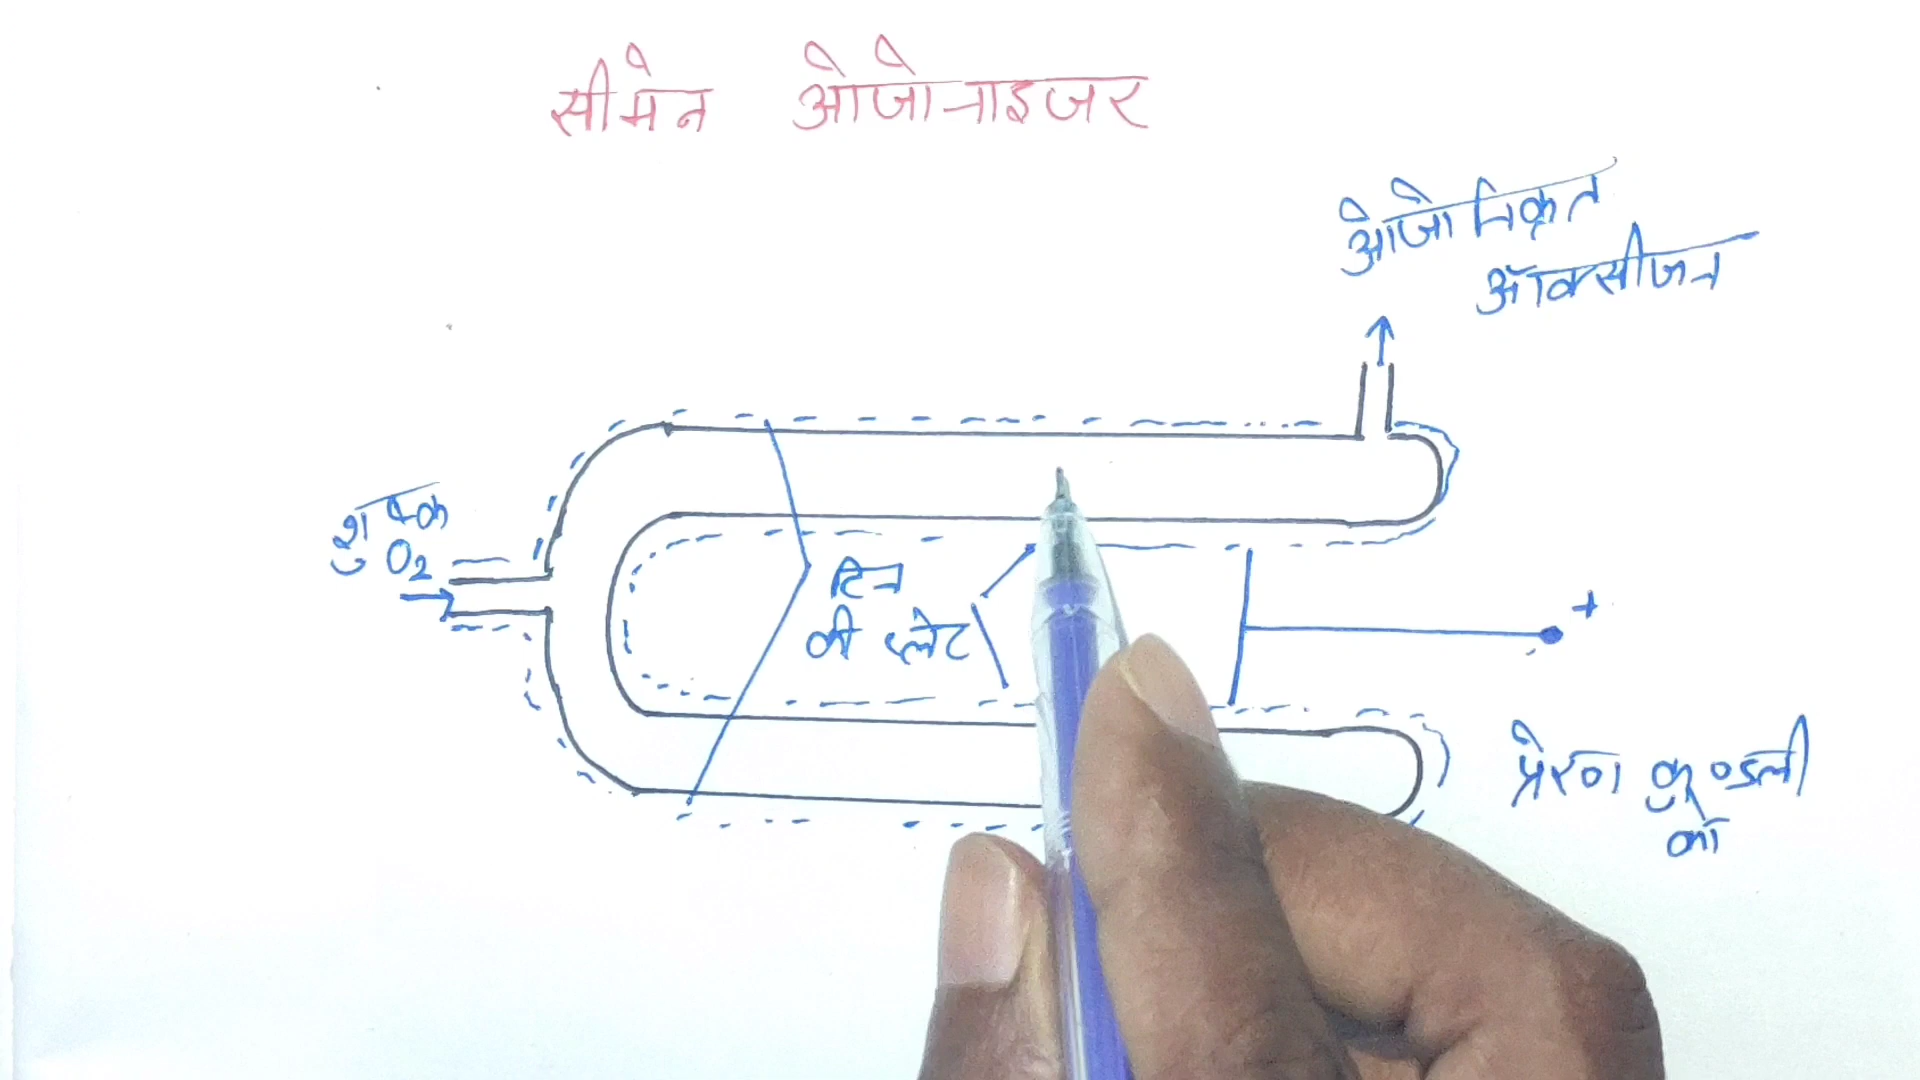 सीमेन ओजोनाइजर
ओजोनिकृत
ऑक्सीजन
शुष्क
O2
टिन
की प्लेट
+
प्रेरण कुण्डली
का